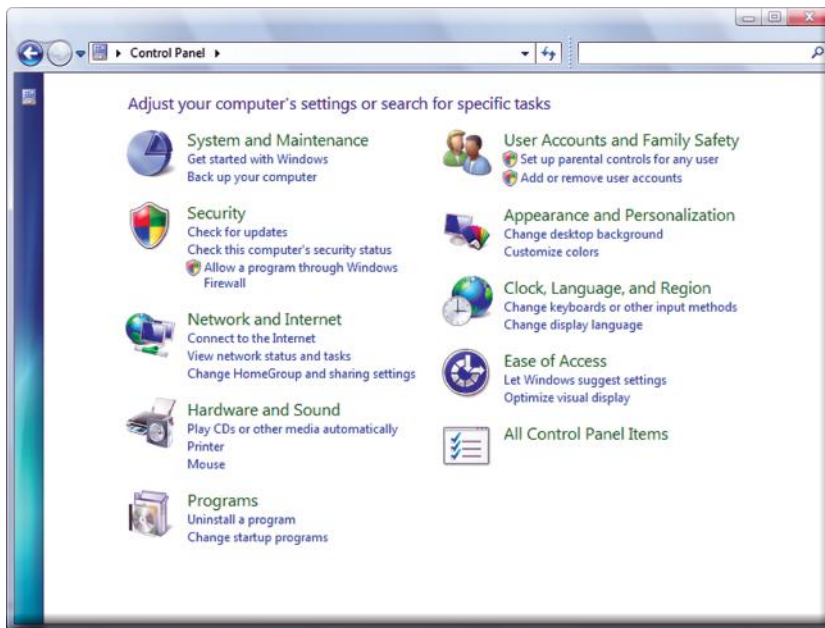 Control Panel
Adjust your computer's settings or search for specific tasks
System and Maintenance
Get started with Windows
Back up your computer
Security
Check for updates
Check this computer's security status
Allow a program through Windows
Firewall
Network and Internet
Connect to the Internet
View network status and tasks
Change HomeGroup and sharing settings
Hardware and Sound
Play CDs or other media automatically
Printer
Mouse
Programs
Uninstall a program
Change startup programs
User Accounts and Family Safety
Set up parental controls for any user
Add or remove user accounts
Appearance and Personalization
Change desktop background
Customize colors
Clock, Language, and Region
Change keyboards or other input methods
Change display language
Ease of Access
Let Windows suggest settings
Optimize visual display
All Control Panel Items